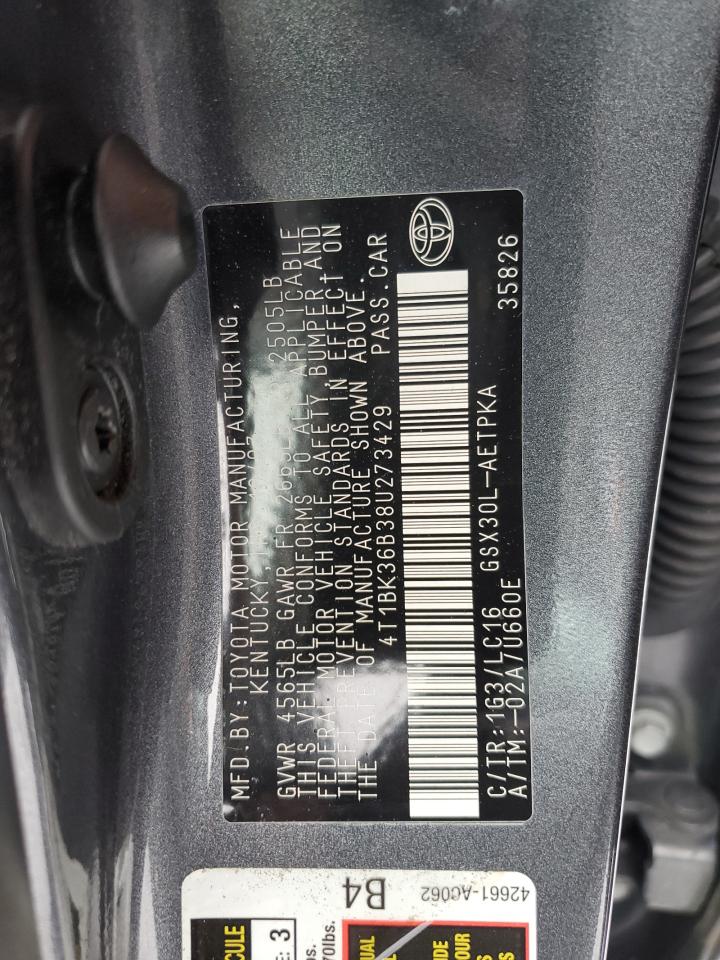 MFD.BY:TOYOTA MOTOR MANUFACTURING,
KENTUCKY,
GVWR 4565LB GAWR FR 2505LB
THIS VEHICLE CONFORMS TO ALL APPLICABLE
FEDERAL MOTOR VEHICLE SAFETY, BUMPER,AND
THEFT PREVENTION STANDARDS IN EFFECT ON
THE DATE OF MANUFACTURE SHOWN ABOVE.
4T1BK36B38U273429 PASS.CAR
C/TR:1G3/LC16 GSX30L-AETPKA 35826
A/TM:-02A/U660E
B4
42661-AC062
CULE
3